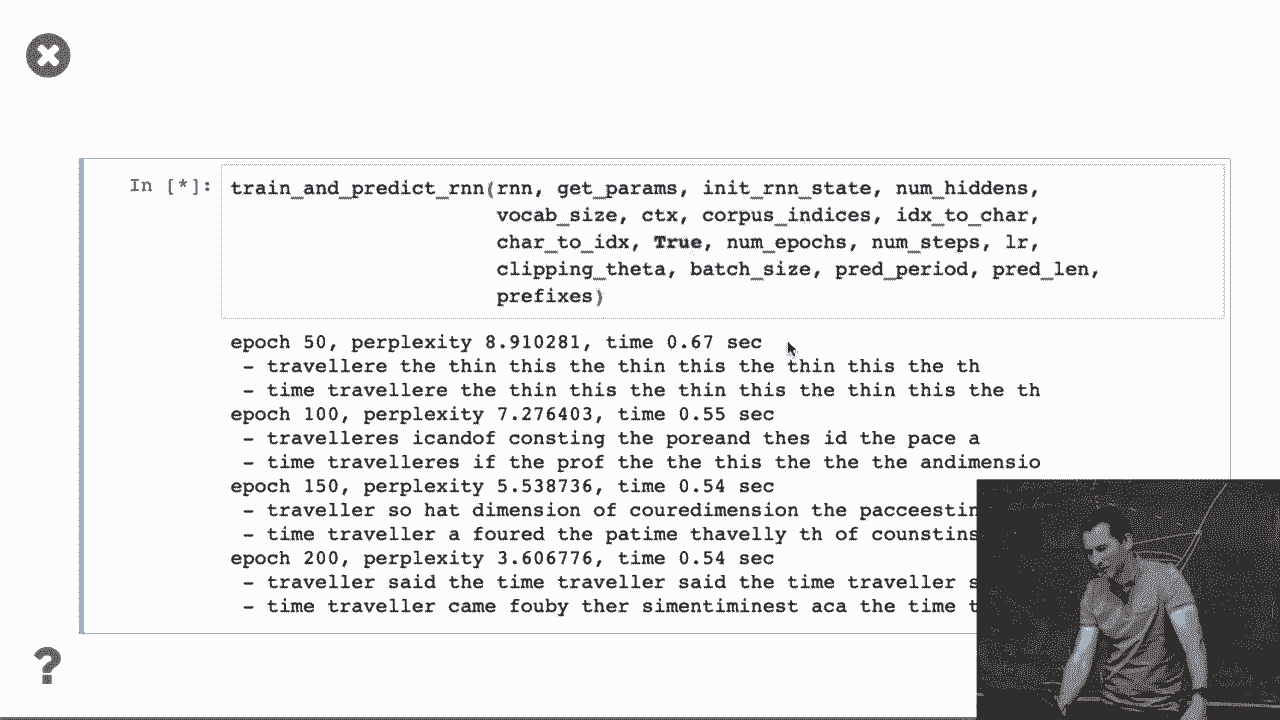 In [*]:
train_and_predict_rnn(rnn, get_params, init_rnn_state, num_hiddens,
vocab_size, ctx, corpus_indices, idx_to_char,
char_to_idx, True, num_epochs, num_steps, lr,
clipping_theta, batch_size, pred_period, pred_len,
prefixes)
epoch 50, perplexity 8.910281, time 0.67 sec
- travellere the thin this the thin this the thin this the th
- time travellere the thin this the thin this the thin this the th
epoch 100, perplexity 7.276403, time 0.55 sec
- travelleres icandof consting the poreand thes id the pace a
- time travelleres if the prof the the this the the the andimensio
epoch 150, perplexity 5.538736, time 0.54 sec
- traveller so hat dimension of couredimension the pacceestin
- time traveller a foured the patime thavelly th of counstins
epoch 200, perplexity 3.606776, time 0.54 sec
- traveller said the time traveller said the time traveller s
- time traveller came fouby ther simentiminest aca the time t
?